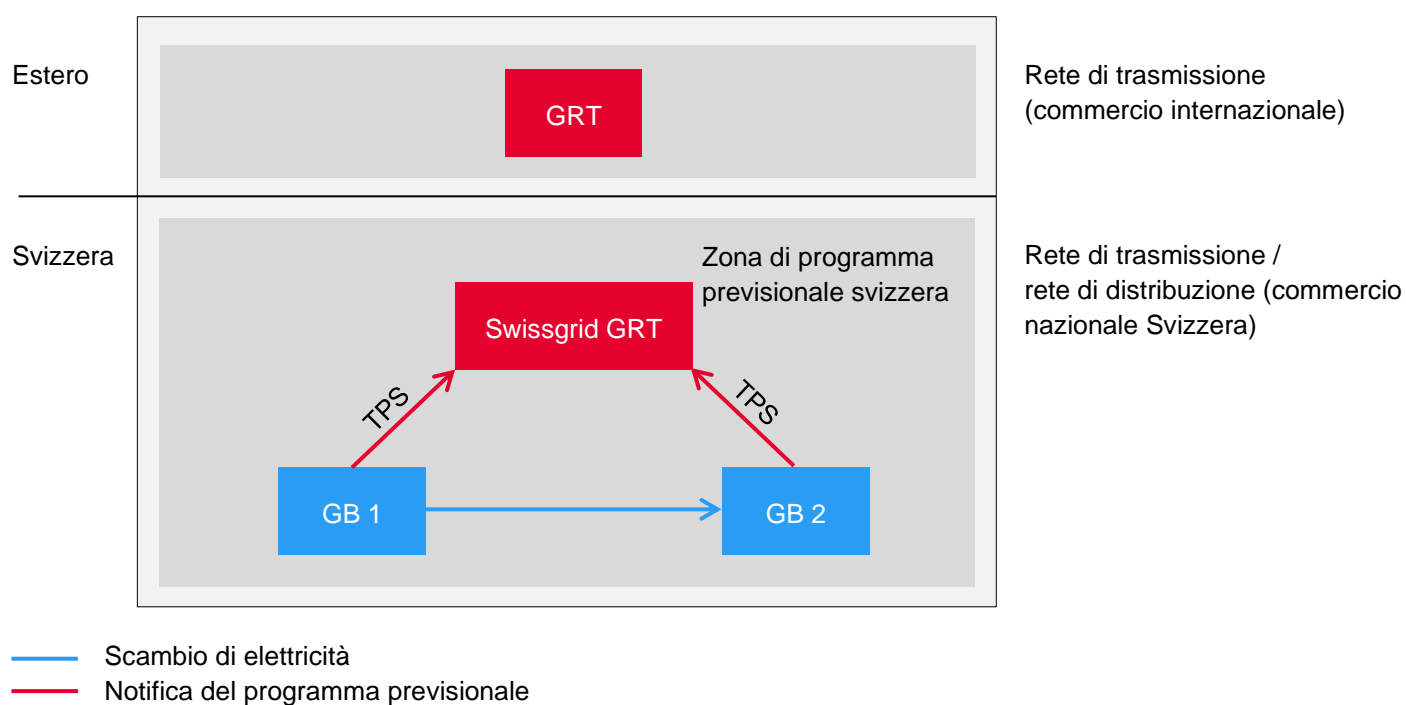 Estero
GRT
Rete di trasmissione
(commercio internazionale)
Svizzera
Zona di programma
previsionale svizzera
Rete di trasmissione /
rete di distribuzione (commercio
nazionale Svizzera)
Swissgrid GRT
TPS
TPS
GB 1
GB 2
Scambio di elettricità
Notifica del programma previsionale